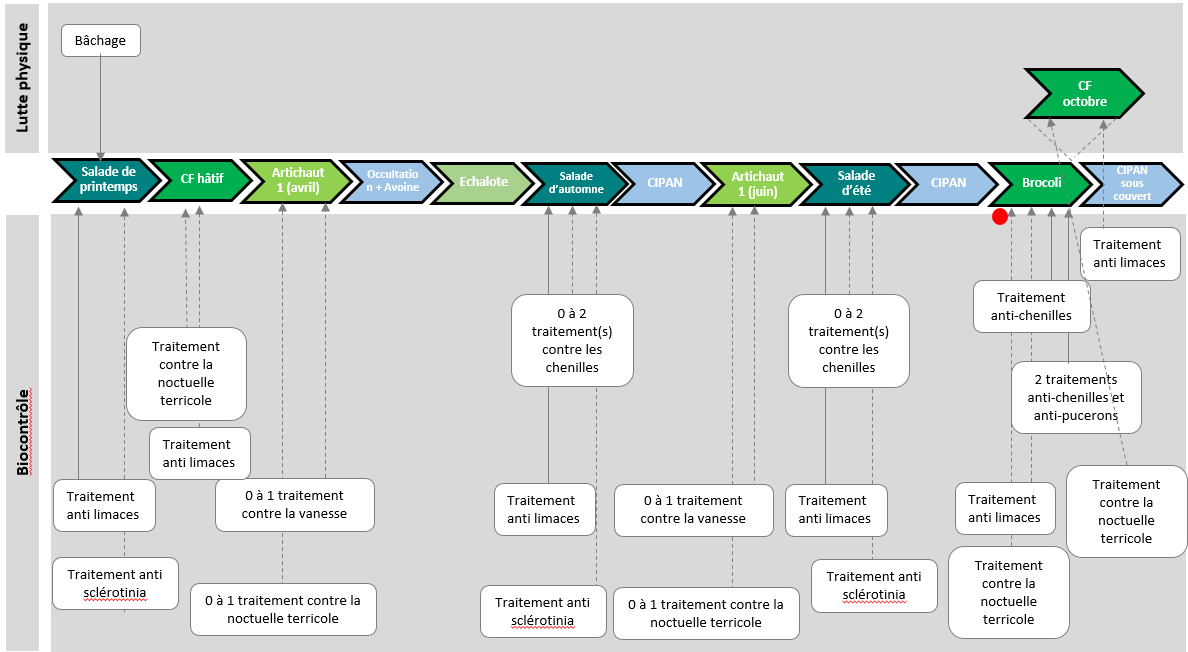 Lutte physique
Bâchage
CF
octobre
Salade de
printemps
CF hâtif
Artichaut
1 (avril)
Occultatio
n + Avoine
Echalote
Salade
d'automne
CIPAN
Artichaut
1 (juin)
Salade
d'été
CIPAN
Brocoli
CIPAN
sous
couvert
Biocontrôle
Traitement
anti limaces
Traitement
anti-chenilles
0 à 2
traitement(s)
contre les
chenilles
0 à 2
traitement(s)
contre les
chenilles
Traitement
contre la
noctuelle
terricole
2 traitements
anti-chenilles et
anti-pucerons
Traitement
anti limaces
Traitement
anti limaces
0 à 1 traitement
contre la vanesse
Traitement
anti limaces
0 à 1 traitement
contre la vanesse
Traitement
anti limaces
Traitement
anti limaces
Traitement
contre la
noctuelle
terricole
Traitement anti
sclérotinia
0 à 1 traitement contre la
noctuelle terricole
Traitement anti
sclérotinia
0 à 1 traitement contre la
noctuelle terricole
Traitement anti
sclérotinia
Traitement
contre la
noctuelle
terricole